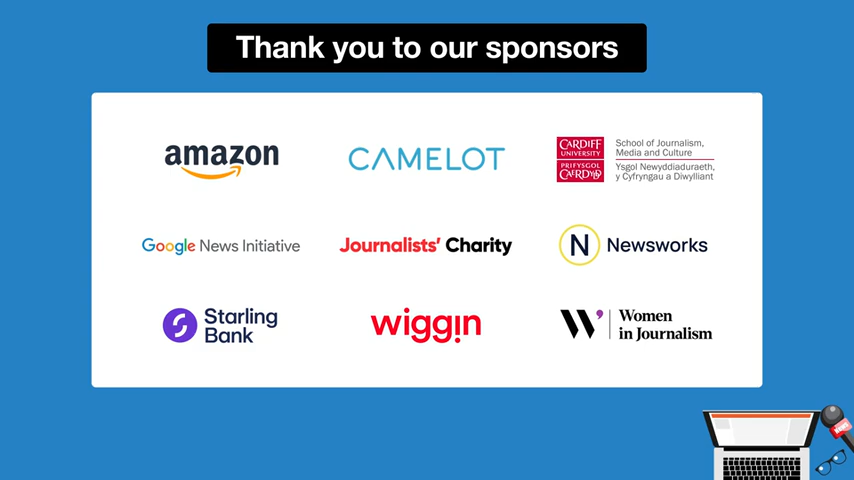 Thank you to our sponsors
amazon
CAMELOT
CARDIFF
UNIVERSITY
PRIFYSGOL
CAERDYDD
School of Journalism,
Media and Culture
Ysgol Newyddiaduraeth,
y Cyfryngau a Diwylliant
Google News Initiative
Journalists' Charity
N Newsworks
Starling
Bank
wiggin
W' Women
in Journalism
NEWS